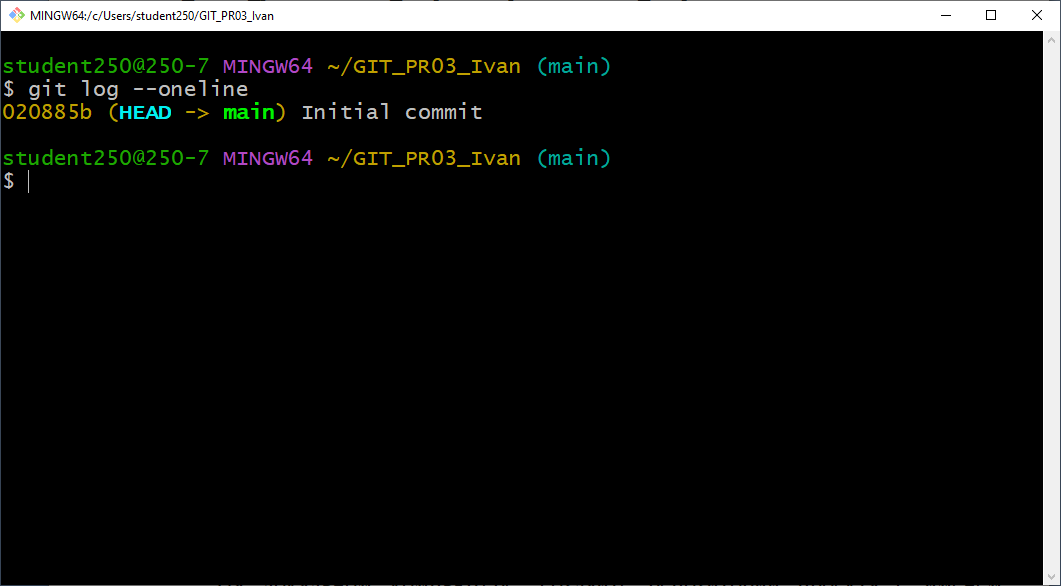 MINGW64:/c/Users/student250/GIT_PR03_Ivan
student250@250-7 MINGW64 ~/GIT_PR03_Ivan (main)
$ git log --oneline
020885b (HEAD -> main) Initial commit
student250@250-7 MINGW64 ~/GIT_PR03_Ivan (main)
$